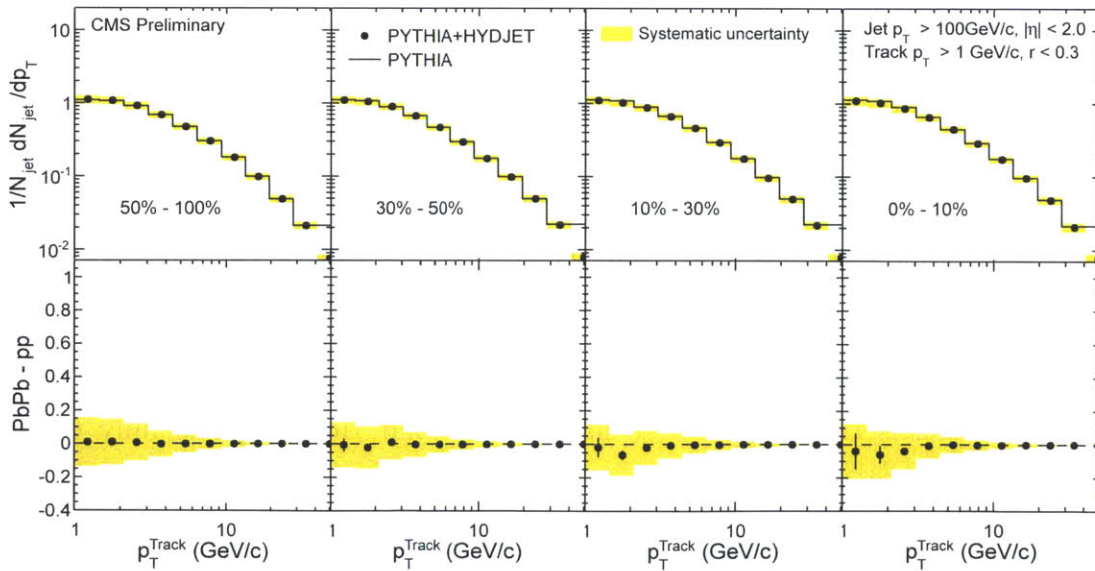 CMS Preliminary
PYTHIA+HYDJET
PYTHIA
Systematic uncertainty
Jet p_T > 100GeV/c, |η| < 2.0
Track p_T > 1 GeV/c, r < 0.3
10
1
10^-1
10^-2
1/N_jet dN_jet /dp_T
50% - 100%
30% - 50%
10% - 30%
0% - 10%
1
0.8
0.6
0.4
0.2
0
-0.2
-0.4
PbPb - pp
1 10 1 10 1 10 1 10
p_T^Track (GeV/c)
p_T^Track (GeV/c)
p_T^Track (GeV/c)
p_T^Track (GeV/c)